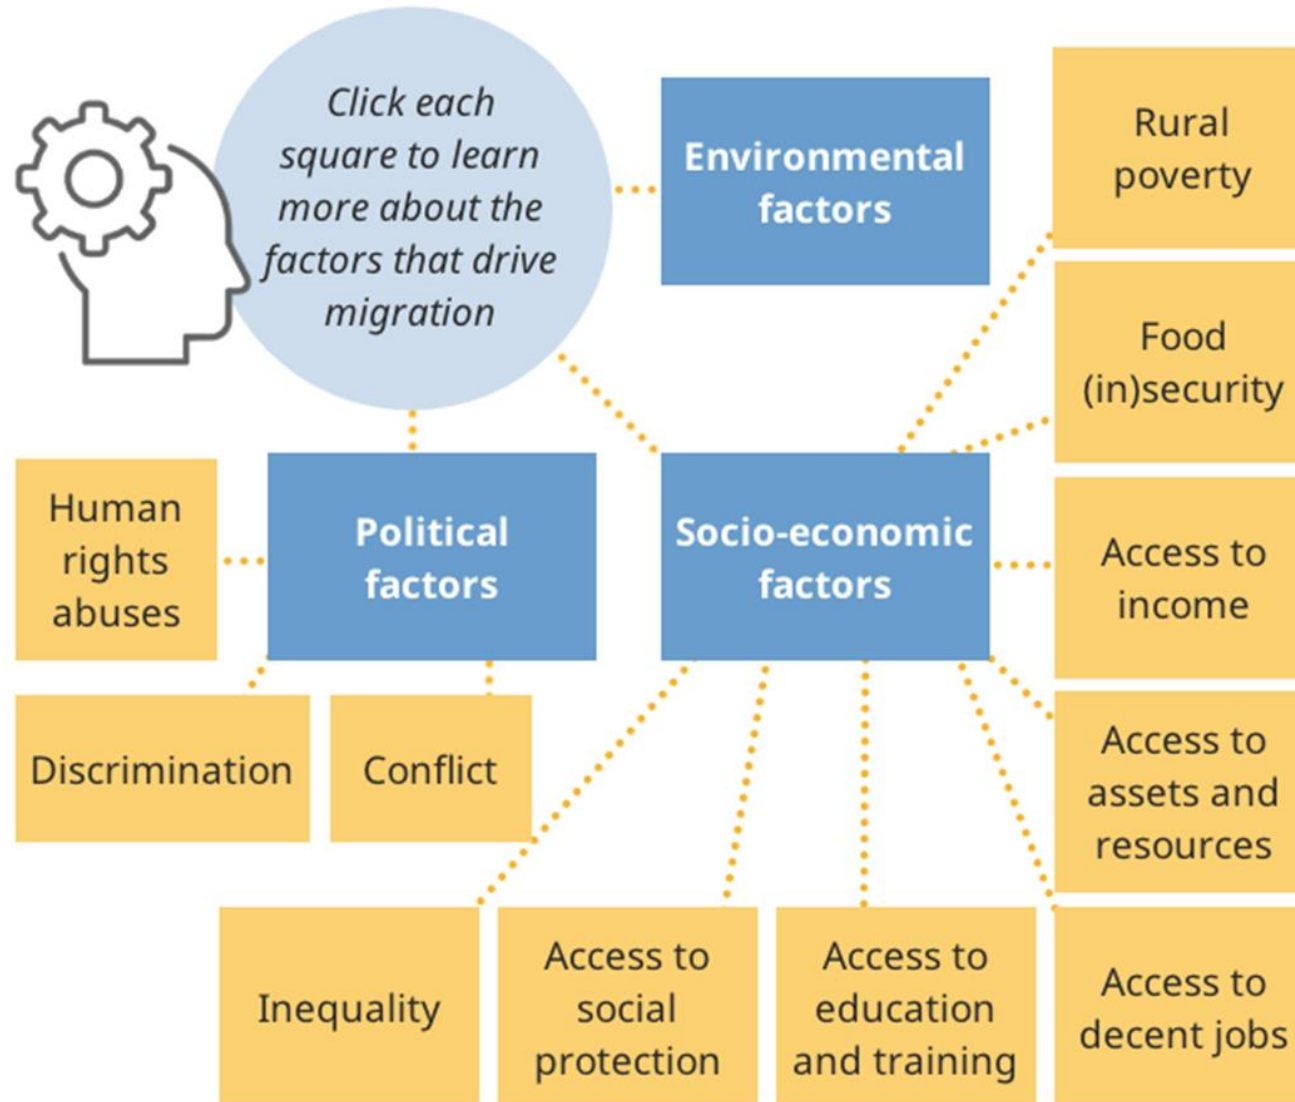 Click each
square to learn
more about the
factors that drive
migration
Environmental
factors
Rural
poverty
Food
(in)security
Human
rights
abuses
Political
factors
Socio-economic
factors
Access to
income
Discrimination
Conflict
Access to
assets and
resources
Inequality
Access to
social
protection
Access to
education
and training
Access to
decent jobs